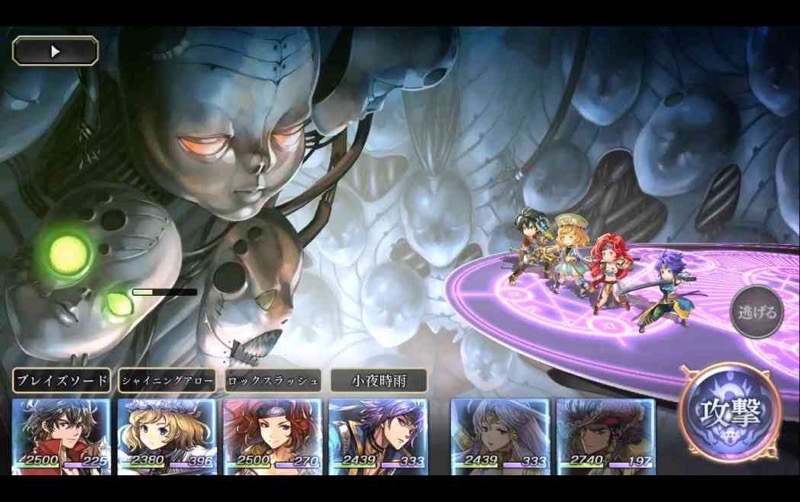 逃げる
ブレイズソード
シャイニングアロー
ロックスラッシュ
小夜時雨
攻撃
2500 225
2380 396
2500 270
2439 333
2439 333
2740 197